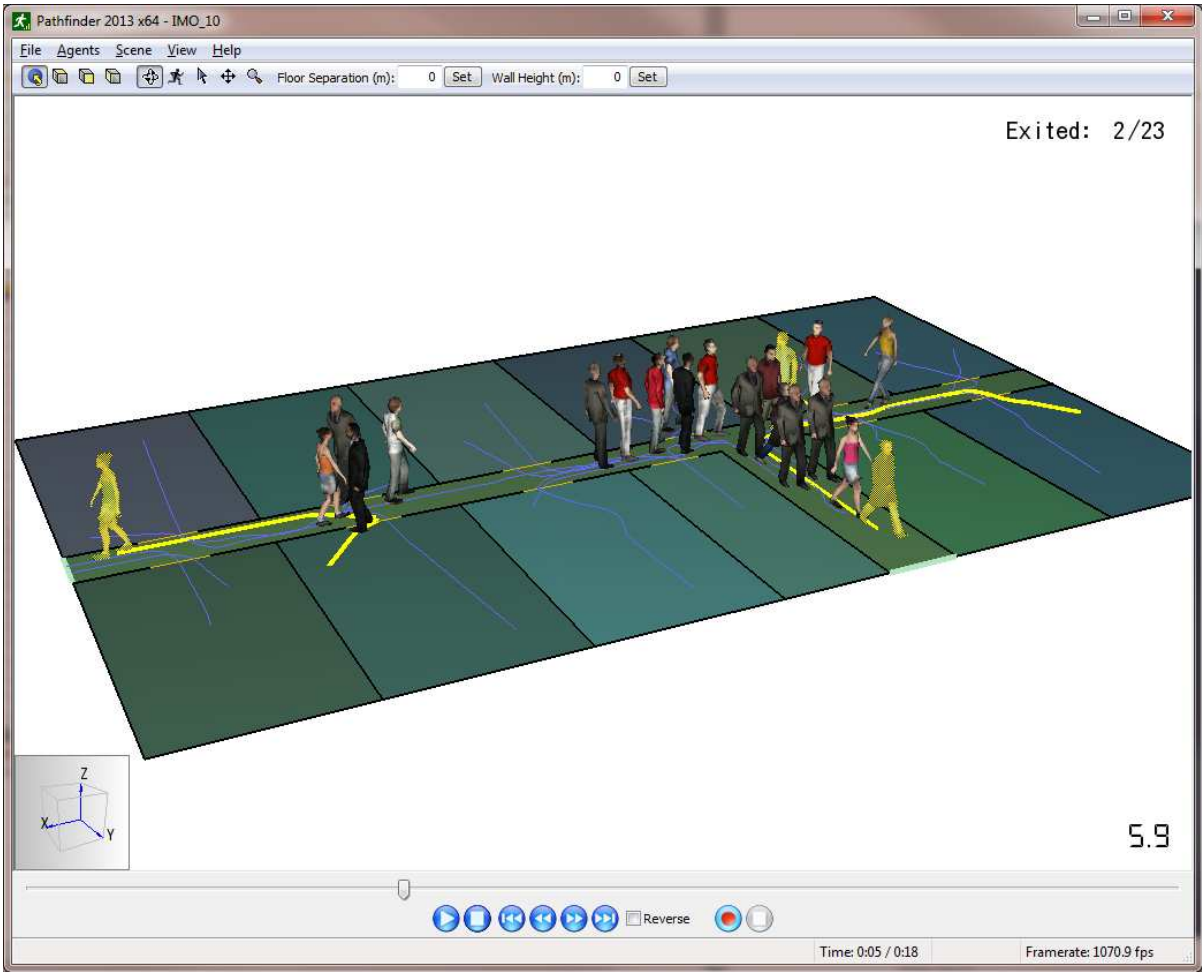 Pathfinder 2013 x64 - IMO_10
File Agents Scene View Help
Floor Separation (m): 0 Set Wall Height (m): 0 Set
Exited: 2/23
Z
X
Y
5.9
Reverse
Time: 0:05 / 0:18 Framerate: 1070.9 fps